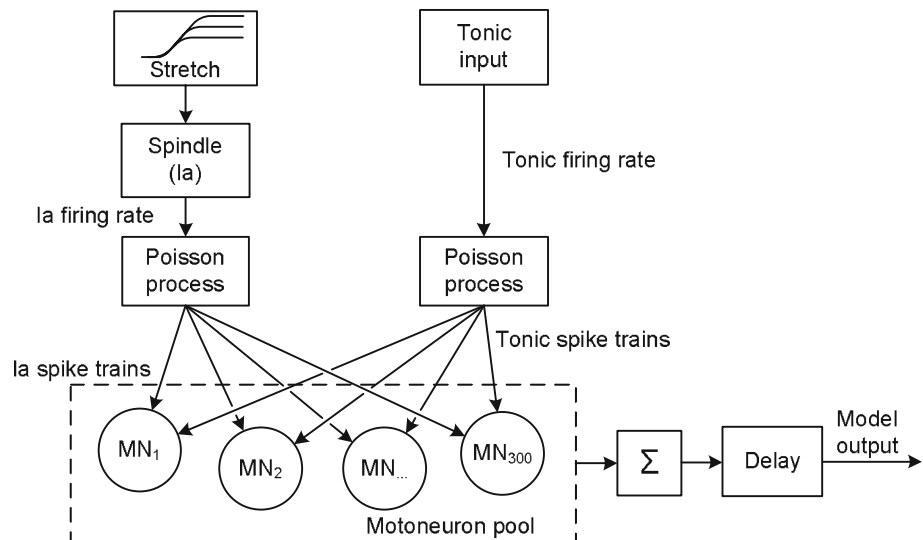 Stretch
Tonic
input
Spindle
(Ia)
Tonic firing rate
Ia firing rate
Poisson
process
Poisson
process
Tonic spike trains
Ia spike trains
MN1
MN2
MN...
MN300
Σ
Delay
Model
output
Motoneuron pool